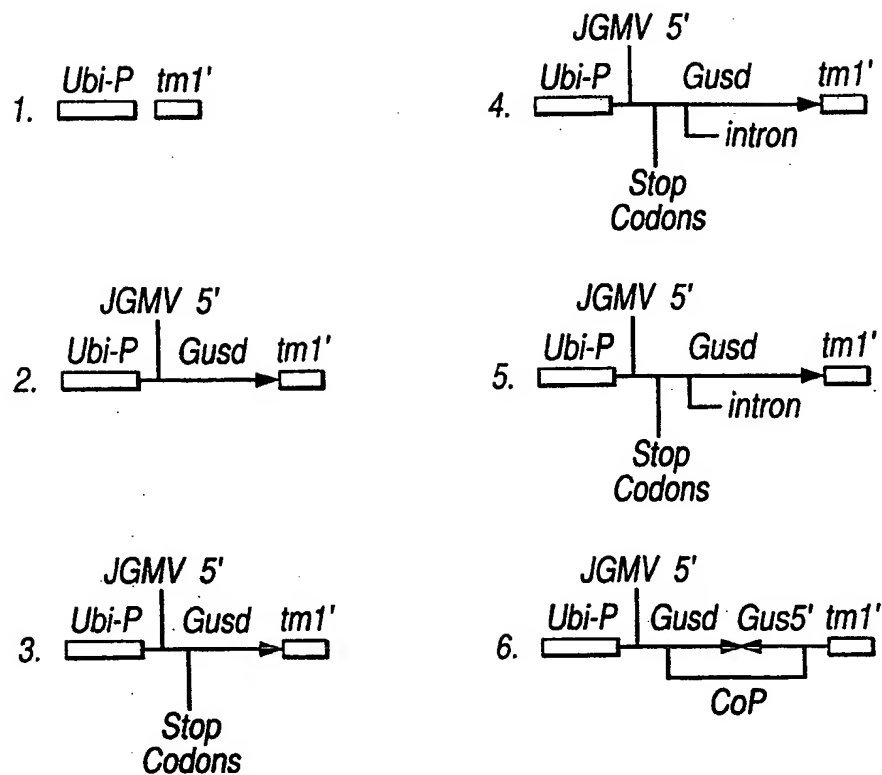 1.
Ubi-P tm1'
2.
JGMV 5'
Ubi-P Gusd tm1'
3.
JGMV 5'
Ubi-P Gusd tm1'
Stop
Codons
4.
JGMV 5'
Ubi-P Gusd tm1'
intron
Stop
Codons
5.
JGMV 5'
Ubi-P Gusd tm1'
intron
Stop
Codons
6.
JGMV 5'
Ubi-P Gusd Gus5' tm1'
CoP